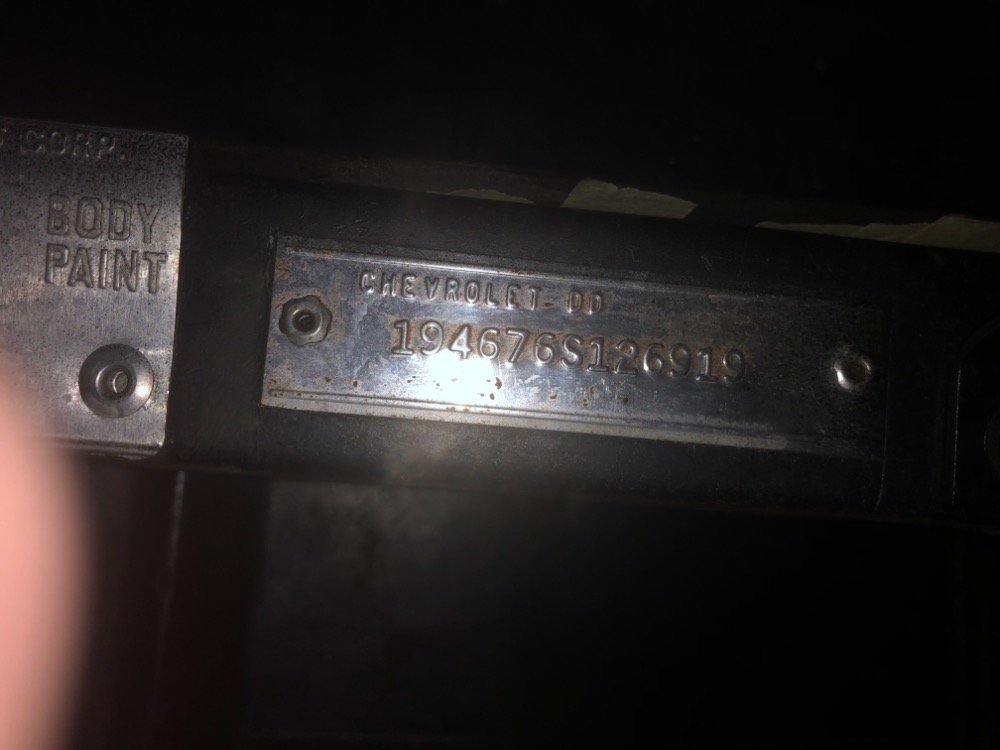 CORP.
BODY
PAINT
CHEVROLET DD
194676S126919